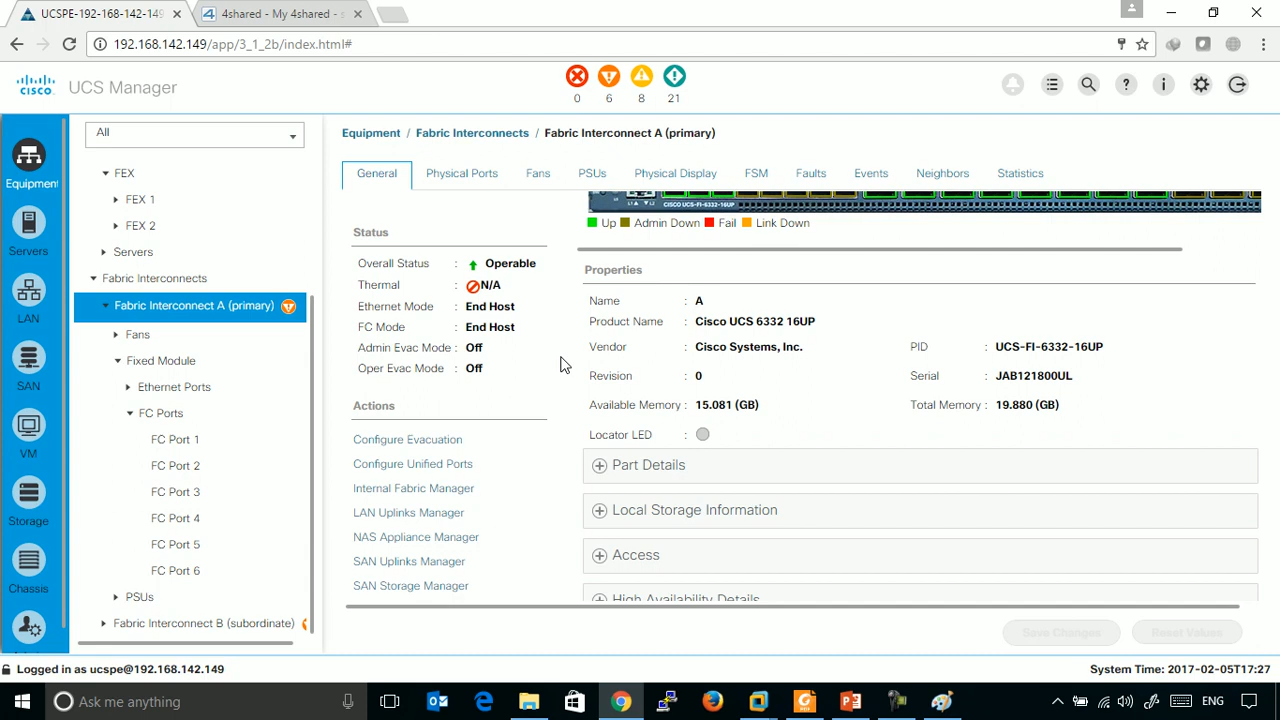 UCSPE-192-168-142-149
4shared - My 4shared - s
192.168.142.149/app/3_1_2b/index.html#
cisco UCS Manager
0 6 8 21
Equipment
Servers
LAN
SAN
VM
Storage
Chassis
All
FEX
FEX 1
FEX 2
Servers
Fabric Interconnects
Fabric Interconnect A (primary)
Fans
Fixed Module
Ethernet Ports
FC Ports
FC Port 1
FC Port 2
FC Port 3
FC Port 4
FC Port 5
FC Port 6
PSUs
Fabric Interconnect B (subordinate)
Equipment / Fabric Interconnects / Fabric Interconnect A (primary)
General Physical Ports Fans PSUs Physical Display FSM Faults Events Neighbors Statistics
CISCO UCS-FI-6332-16UP
Up Admin Down Fail Link Down
Status
Overall Status : Operable
Thermal : N/A
Ethernet Mode : End Host
FC Mode : End Host
Admin Evac Mode : Off
Oper Evac Mode : Off
Actions
Configure Evacuation
Configure Unified Ports
Internal Fabric Manager
LAN Uplinks Manager
NAS Appliance Manager
SAN Uplinks Manager
SAN Storage Manager
Properties
Name : A
Product Name : Cisco UCS 6332 16UP
Vendor : Cisco Systems, Inc. PID : UCS-FI-6332-16UP
Revision : 0 Serial : JAB121800UL
Available Memory : 15.081 (GB) Total Memory : 19.880 (GB)
Locator LED :
Part Details
Local Storage Information
Access
High Availability Details
Save Changes Reset Values
Logged in as ucspe@192.168.142.149
System Time: 2017-02-05T17:27
Ask me anything
ENG